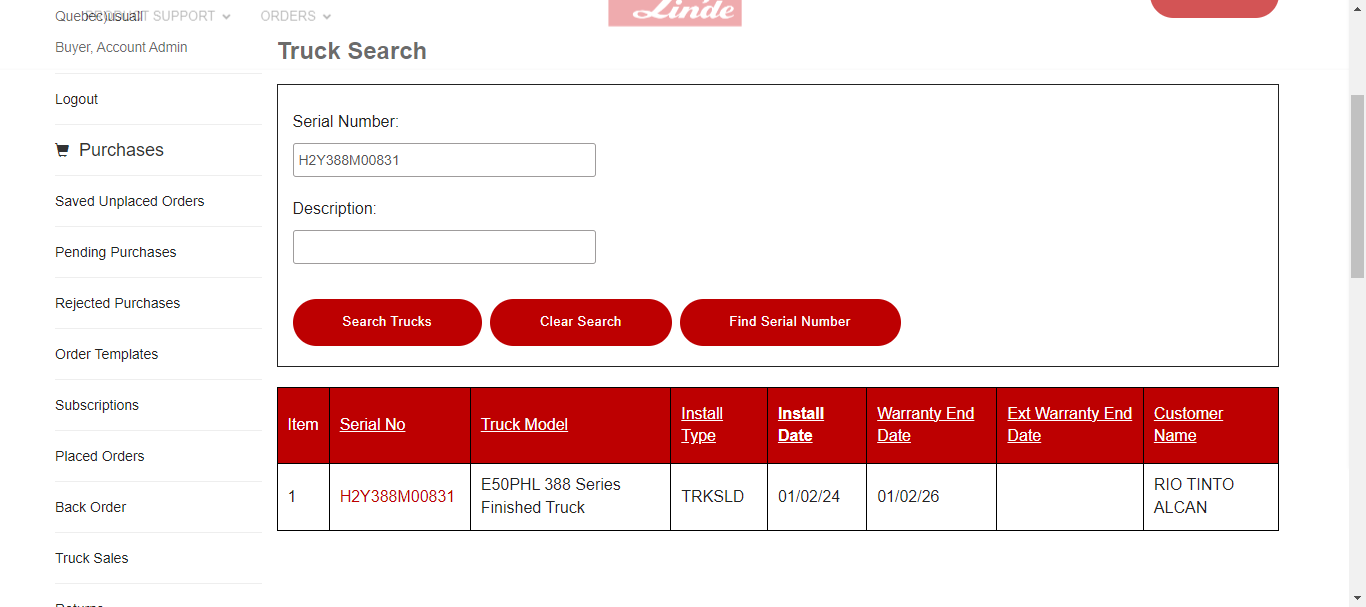 PRODUCT SUPPORT
ORDERS
Linde
Quebec)usuall
Buyer, Account Admin
Logout
Purchases
Saved Unplaced Orders
Pending Purchases
Rejected Purchases
Order Templates
Subscriptions
Placed Orders
Back Order
Truck Sales
Returns
Truck Search
Serial Number:
H2Y388M00831
Description:
Search Trucks
Clear Search
Find Serial Number
Item
Serial No
Truck Model
Install
Type
Install
Date
Warranty End
Date
Ext Warranty End
Date
Customer
Name
1
H2Y388M00831
E50PHL 388 Series
Finished Truck
TRKSLD
01/02/24
01/02/26
RIO TINTO
ALCAN